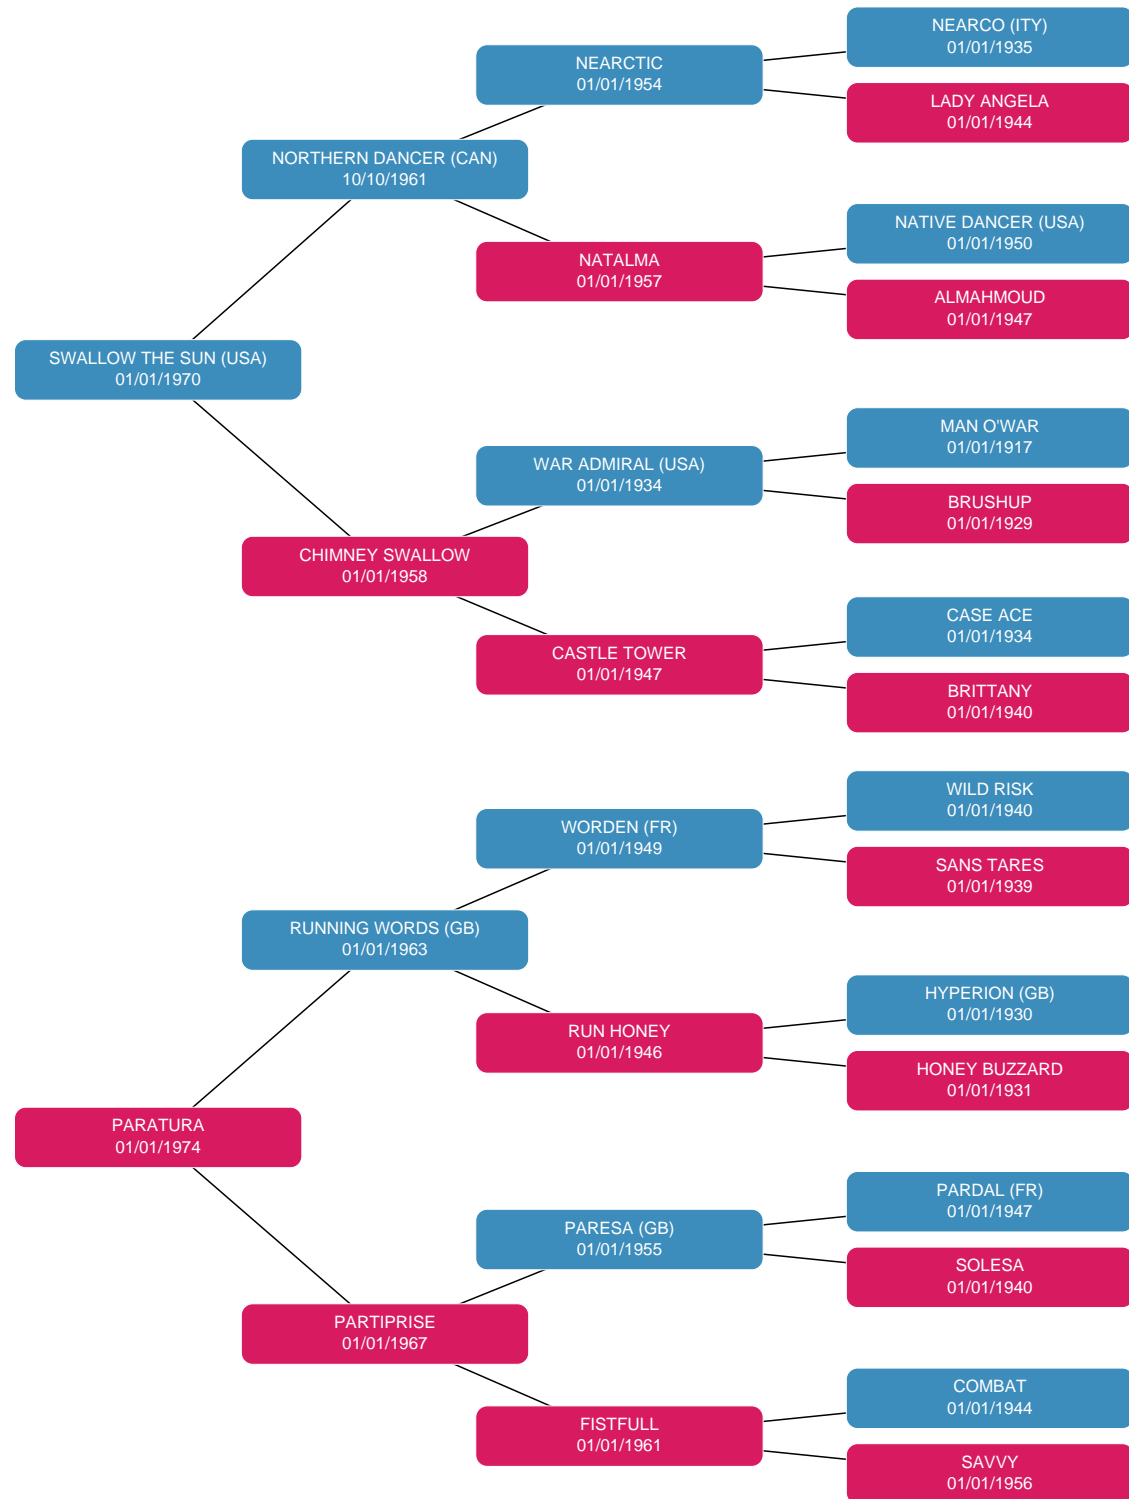 NEARCO (ITY)
01/01/1935
NEARCTIC
01/01/1954
LADY ANGELA
01/01/1944
NORTHERN DANCER (CAN)
10/10/1961
NATIVE DANCER (USA)
01/01/1950
NATALMA
01/01/1957
ALMAHMOUD
01/01/1947
SWALLOW THE SUN (USA)
01/01/1970
MAN O'WAR
01/01/1917
WAR ADMIRAL (USA)
01/01/1934
BRUSHUP
01/01/1929
CHIMNEY SWALLOW
01/01/1958
CASE ACE
01/01/1934
CASTLE TOWER
01/01/1947
BRITTANY
01/01/1940
WILD RISK
01/01/1940
WORDEN (FR)
01/01/1949
SANS TARES
01/01/1939
RUNNING WORDS (GB)
01/01/1963
HYPERION (GB)
01/01/1930
RUN HONEY
01/01/1946
HONEY BUZZARD
01/01/1931
PARATURA
01/01/1974
PARDAL (FR)
01/01/1947
PARESA (GB)
01/01/1955
SOLESA
01/01/1940
PARTIPRISE
01/01/1967
COMBAT
01/01/1944
FISTFULL
01/01/1961
SAVVY
01/01/1956